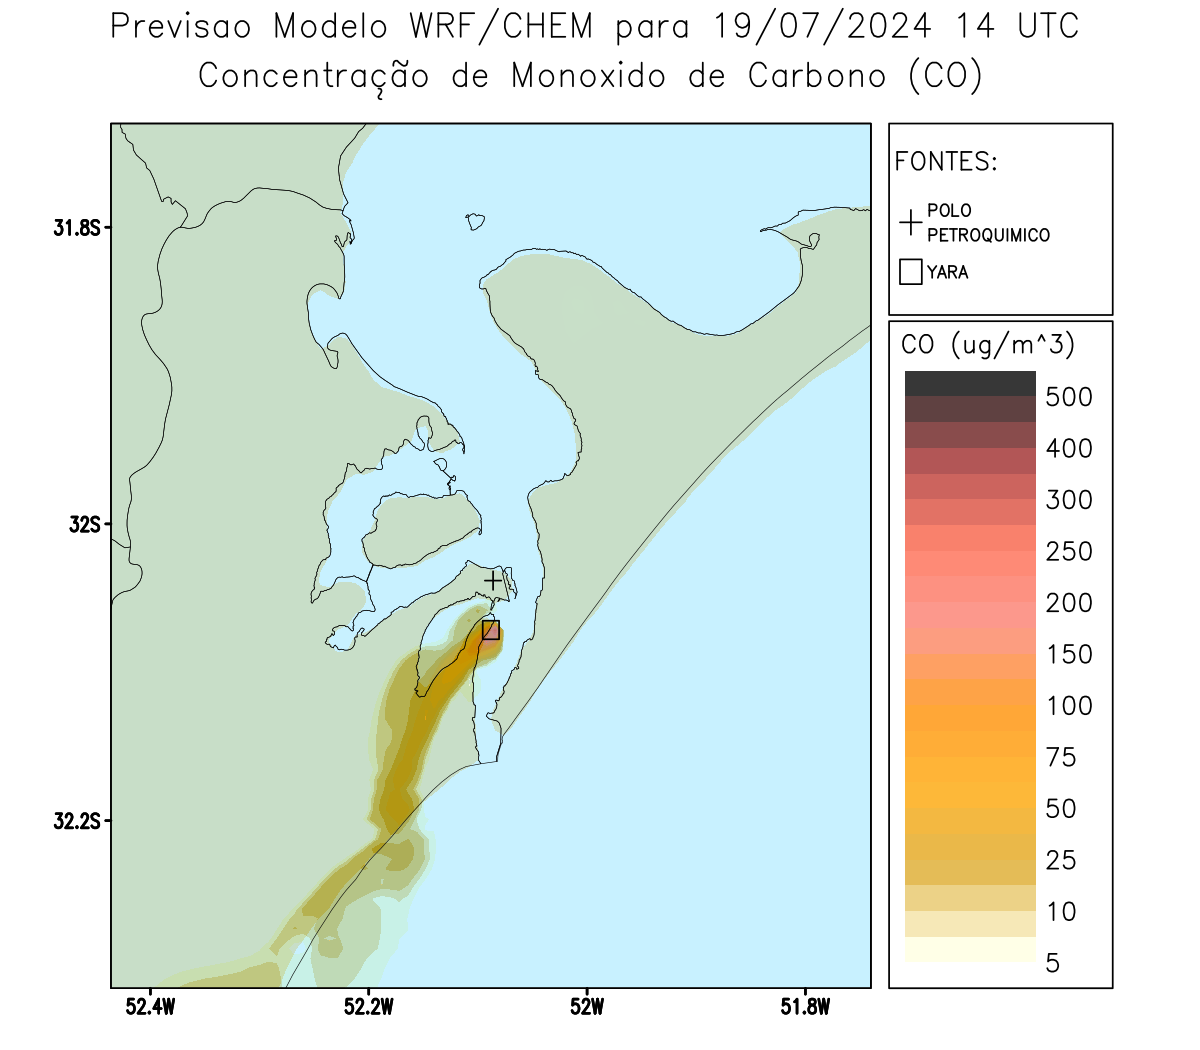 Previsao Modelo WRF/CHEM para 19/07/2024 14 UTC
Concentração de Monoxido de Carbono (CO)
FONTES:
POLO
PETROQUIMICO
YARA
CO (ug/m^3)
500
400
300
250
200
150
100
75
50
25
10
5
31.8S
32S
32.2S
52.4W
52.2W
52W
51.8W